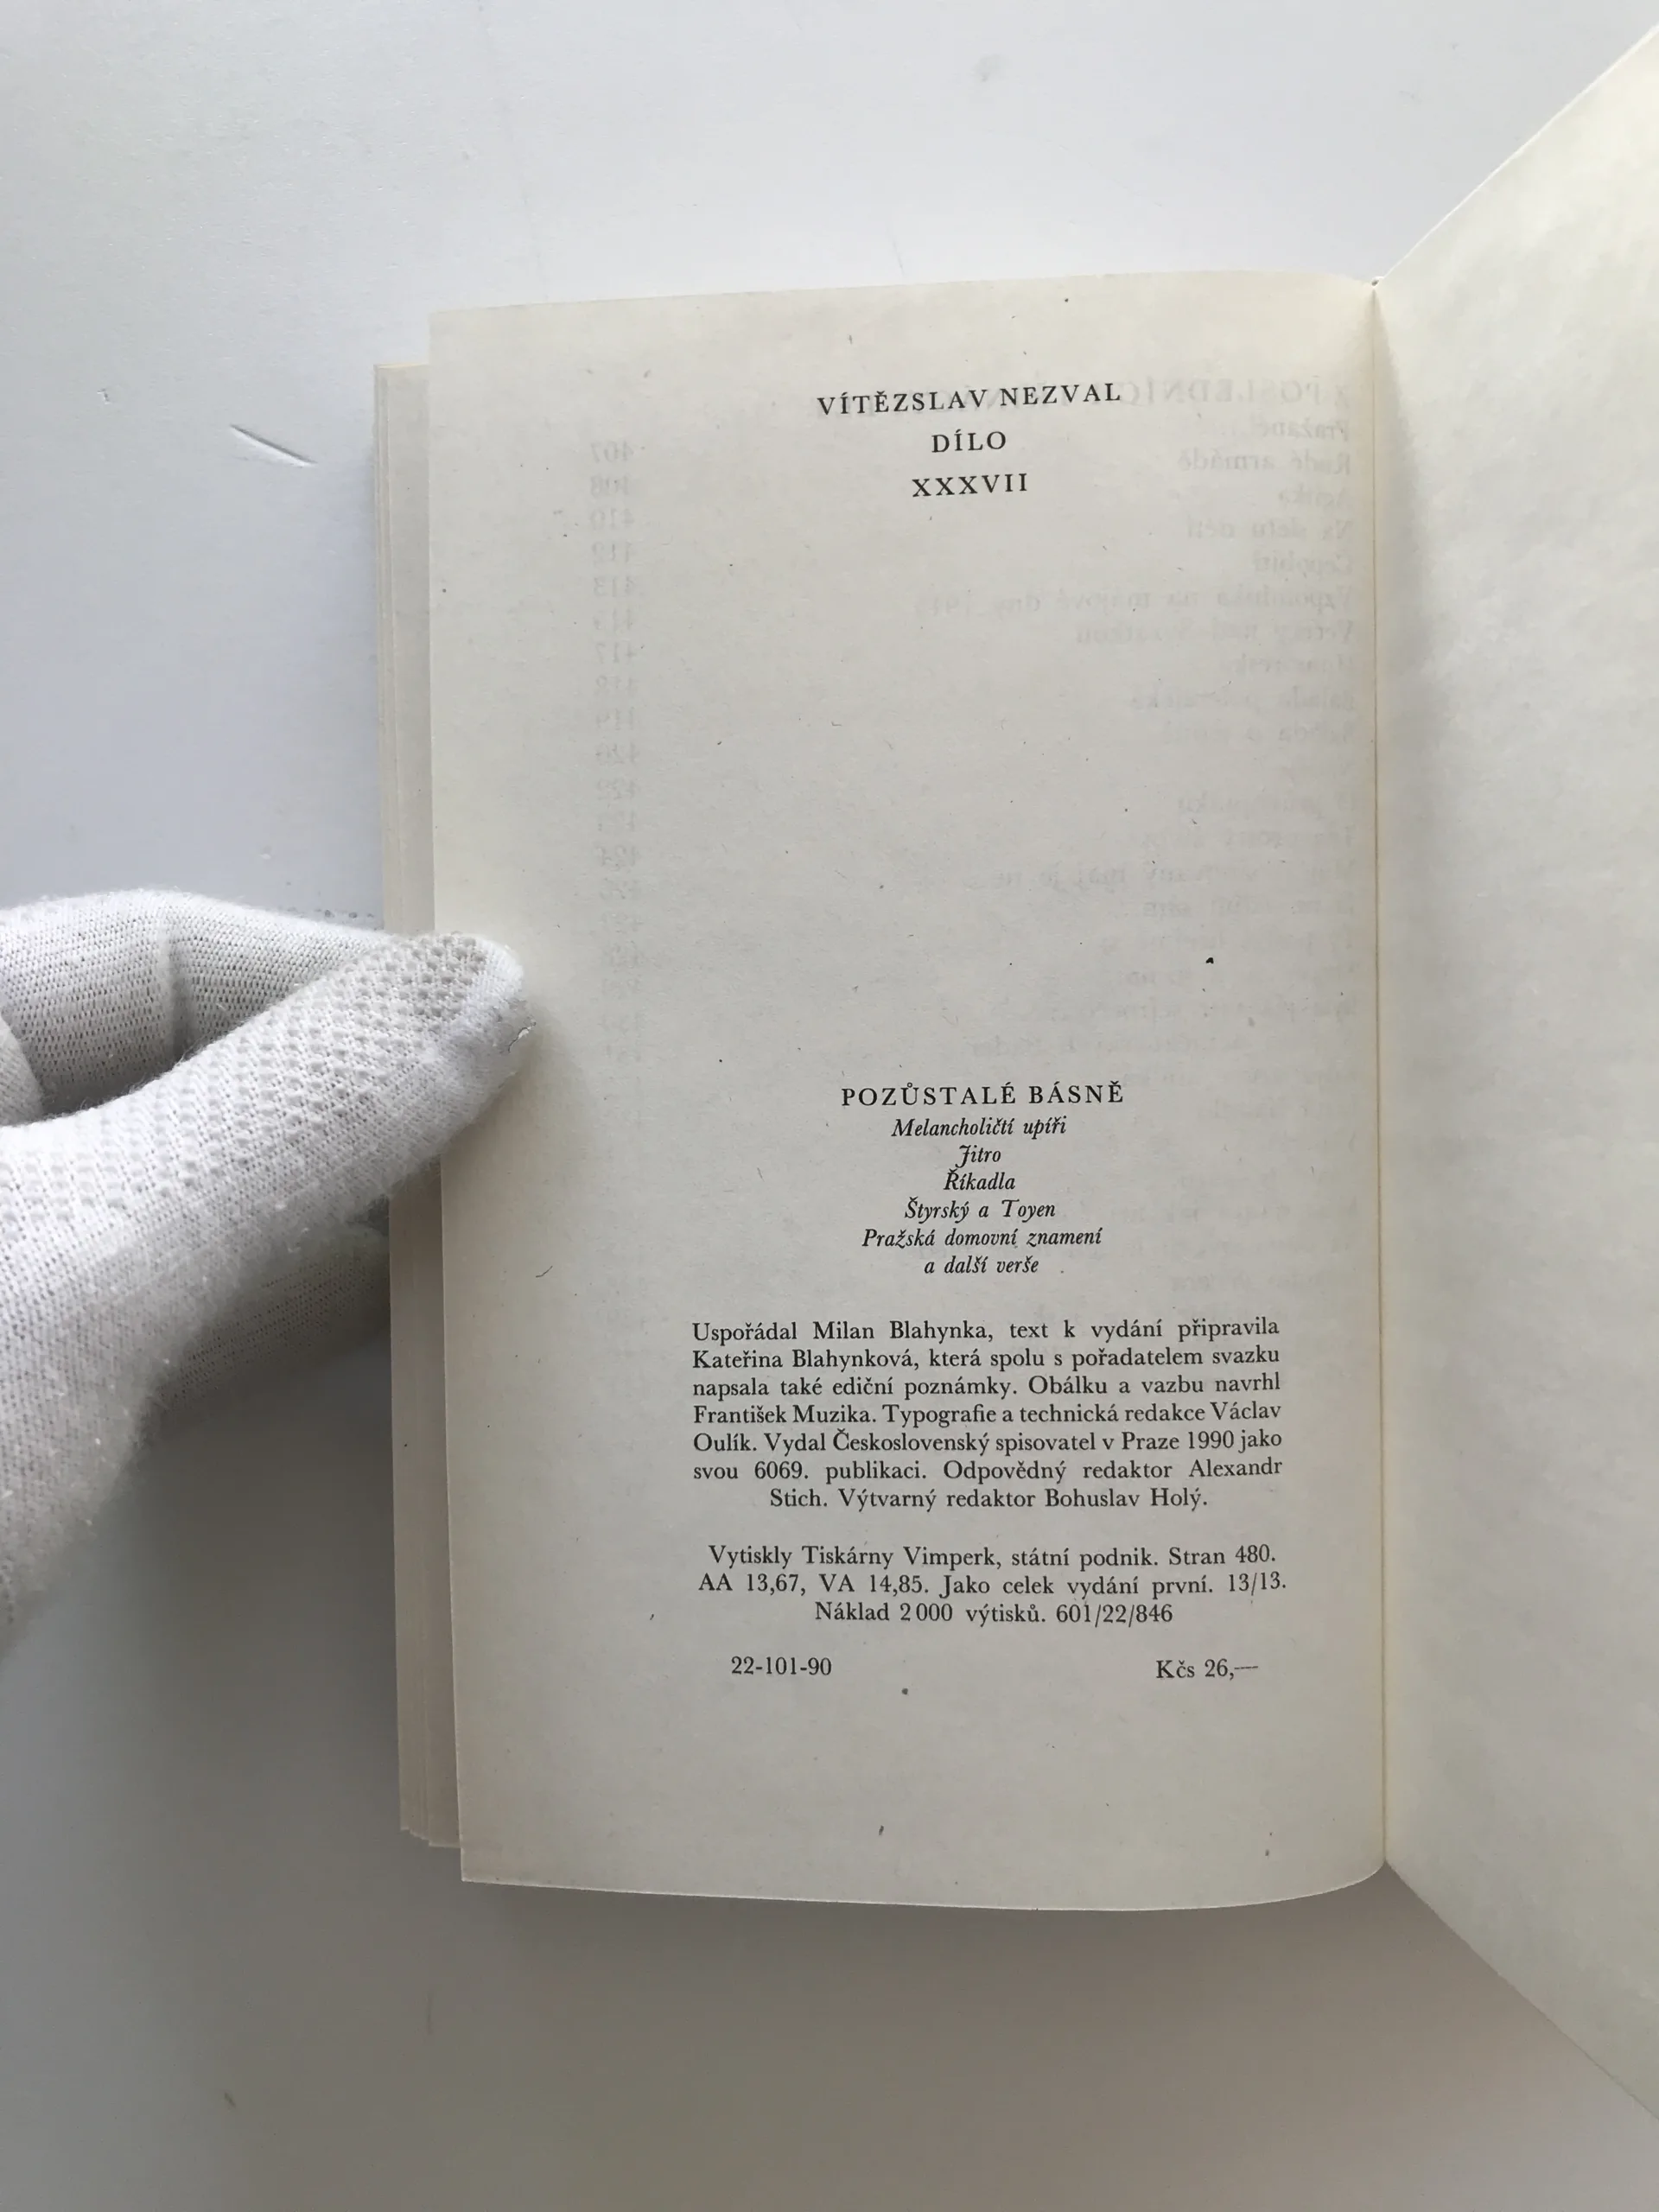 VÍTĚZSLAV NEZVAL
DÍLO
XXXVII
POZŮSTALÉ BÁSNĚ
Melancholičtí upíři
Jitro
Říkadla
Štyrský a Toyen
Pražská domovní znamení
a další verše
Uspořádal Milan Blahynka, text k vydání připravila
Kateřina Blahynková, která spolu s pořadatelem svazku
napsala také ediční poznámky. Obálku a vazbu navrhl
František Muzika. Typografie a technická redakce Václav
Oulík. Vydal Československý spisovatel v Praze 1990 jako
svou 6069. publikaci. Odpovědný redaktor Alexandr
Stich. Výtvarný redaktor Bohuslav Holý.
Vytiskly Tiskárny Vimperk, státní podnik. Stran 480.
AA 13,67, VA 14,85. Jako celek vydání první. 13/13.
Náklad 2 000 výtisků. 601/22/846
22-101-90 Kčs 26,—